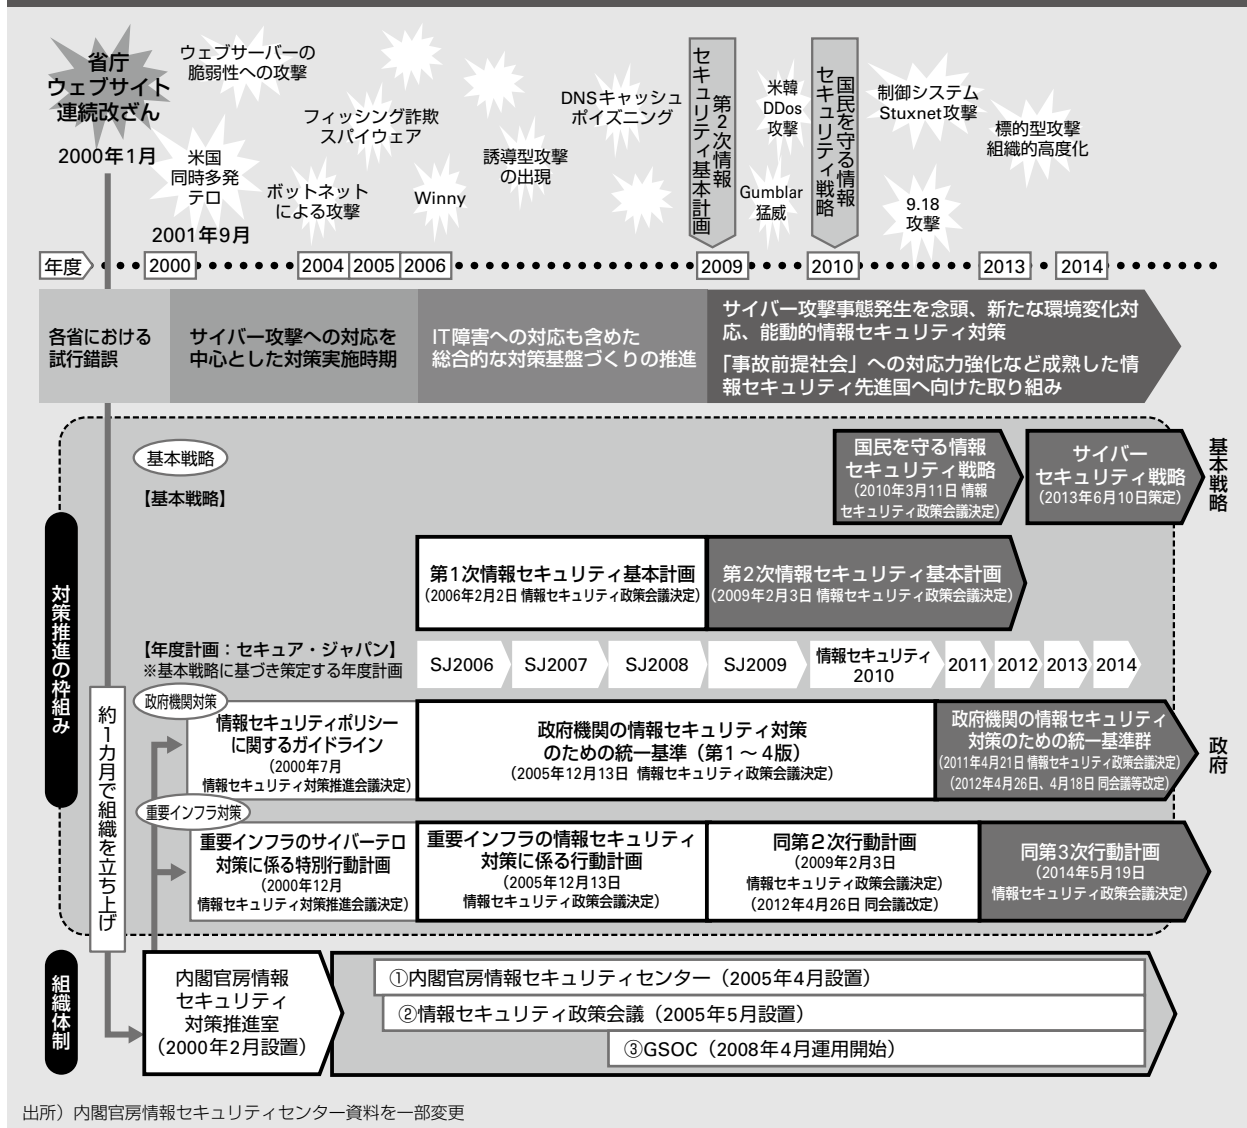 省庁
ウェブサイト
連続改ざん
2000年1月
ウェブサーバーの
脆弱性への攻撃
米国
同時多発
テロ
2001年9月
フィッシング詐欺
スパイウェア
ボットネット
による攻撃
Winny
誘導型攻撃
の出現
DNSキャッシュ
ポイズニング
第2次情報
セキュリティ基本計画
米韓
DDos
攻撃
Gumblar
猛威
国民を守る情報
セキュリティ戦略
制御システム
Stuxnet攻撃
9.18
攻撃
標的型攻撃
組織的高度化
年度
2000
2004
2005
2006
2009
2010
2013
2014
各省における
試行錯誤
サイバー攻撃への対応を
中心とした対策実施時期
IT障害への対応も含めた
総合的な対策基盤づくりの推進
サイバー攻撃事態発生を念頭、新たな環境変化対
応、能動的情報セキュリティ対策
「事故前提社会」への対応力強化など成熟した情
報セキュリティ先進国へ向けた取り組み
対策推進の枠組み
基本戦略
【基本戦略】
国民を守る情報
セキュリティ戦略
(2010年3月11日 情報
セキュリティ政策会議決定)
サイバー
セキュリティ戦略
(2013年6月10日策定)
基本戦略
第1次情報セキュリティ基本計画
(2006年2月2日 情報セキュリティ政策会議決定)
第2次情報セキュリティ基本計画
(2009年2月3日 情報セキュリティ政策会議決定)
【年度計画：セキュア・ジャパン】
※基本戦略に基づき策定する年度計画
SJ2006
SJ2007
SJ2008
SJ2009
情報セキュリティ
2010
2011
2012
2013
2014
約1カ月で組織を立ち上げ
政府機関対策
情報セキュリティポリシー
に関するガイドライン
(2000年7月
情報セキュリティ対策推進会議決定)
政府機関の情報セキュリティ対策
のための統一基準（第1～4版）
(2005年12月13日 情報セキュリティ政策会議決定)
政府機関の情報セキュリティ
対策のための統一基準群
(2011年4月21日 情報セキュリティ政策会議決定)
(2012年4月26日、4月18日 同会議等改定)
政府
重要インフラ対策
重要インフラのサイバーテロ
対策に係る特別行動計画
(2000年12月
情報セキュリティ対策推進会議決定)
重要インフラの情報セキュリティ
対策に係る行動計画
(2005年12月13日
情報セキュリティ政策会議決定)
同第2次行動計画
(2009年2月3日
情報セキュリティ政策会議決定)
(2012年4月26日 同会議改定)
同第3次行動計画
(2014年5月19日
情報セキュリティ政策会議決定)
組織体制
内閣官房情報
セキュリティ
対策推進室
(2000年2月設置)
①内閣官房情報セキュリティセンター（2005年4月設置）
②情報セキュリティ政策会議（2005年5月設置）
③GSOC（2008年4月運用開始）
出所）内閣官房情報セキュリティセンター資料を一部変更